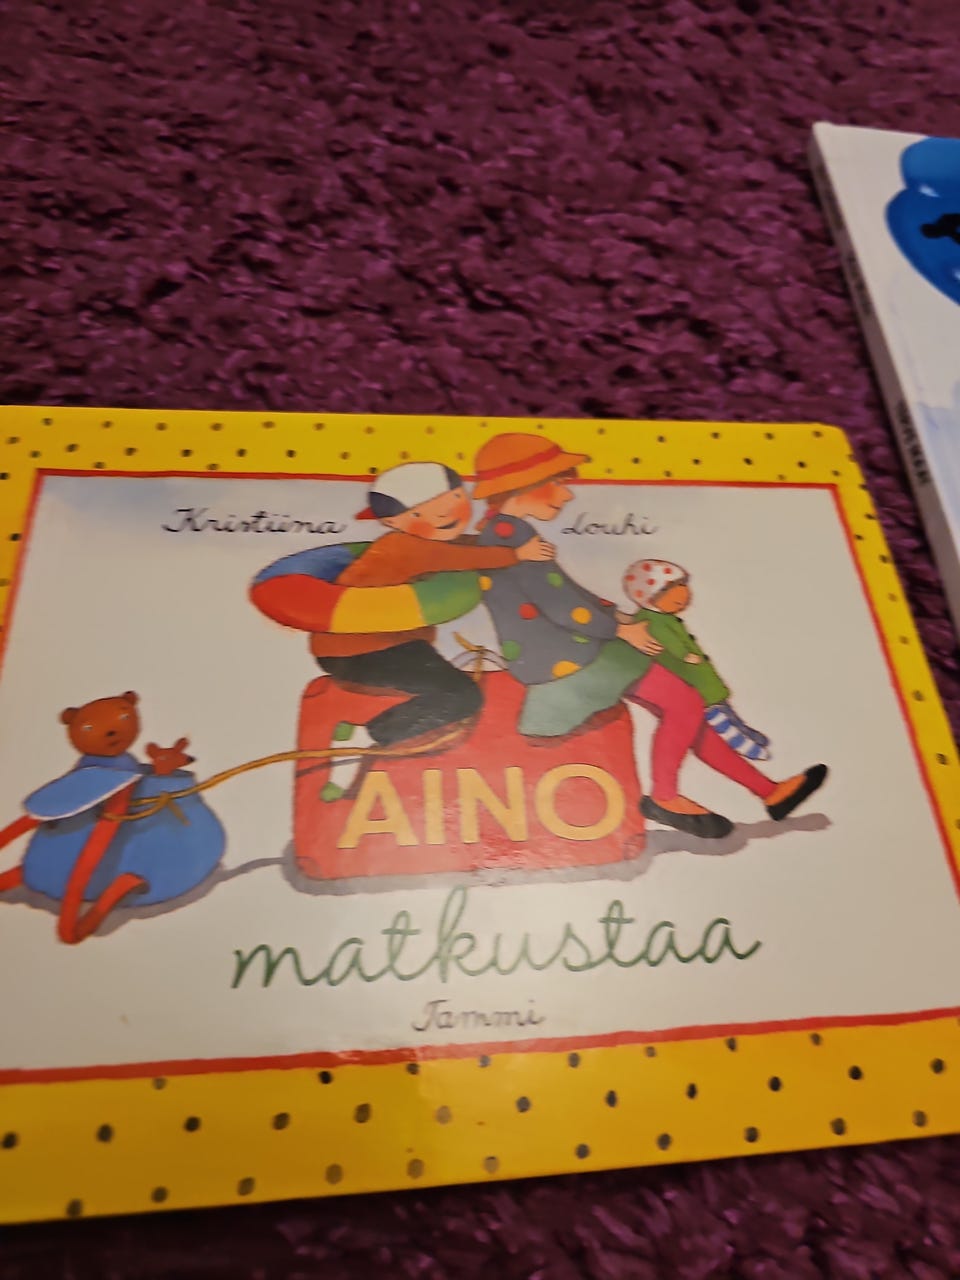 Kristiina Louhi
AINO
matkustaa
Tammi